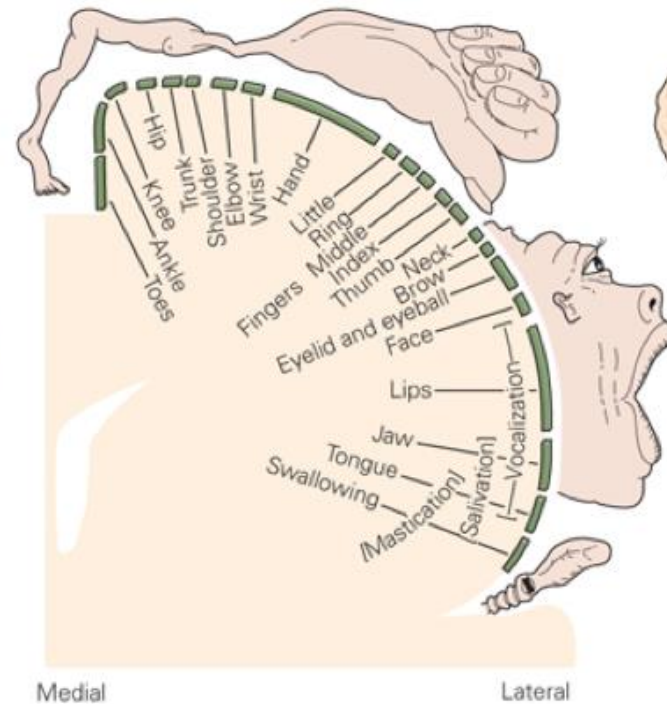 Toes
Ankle
Knee
Hip
Trunk
Shoulder
Elbow
Wrist
Hand
Little
Ring
Middle
Index
Thumb
Fingers
Neck
Brow
Eyelid and eyeball
Face
Lips
Jaw
Tongue
Swallowing
[Mastication]
Salivation]
Vocalization
Medial
Lateral